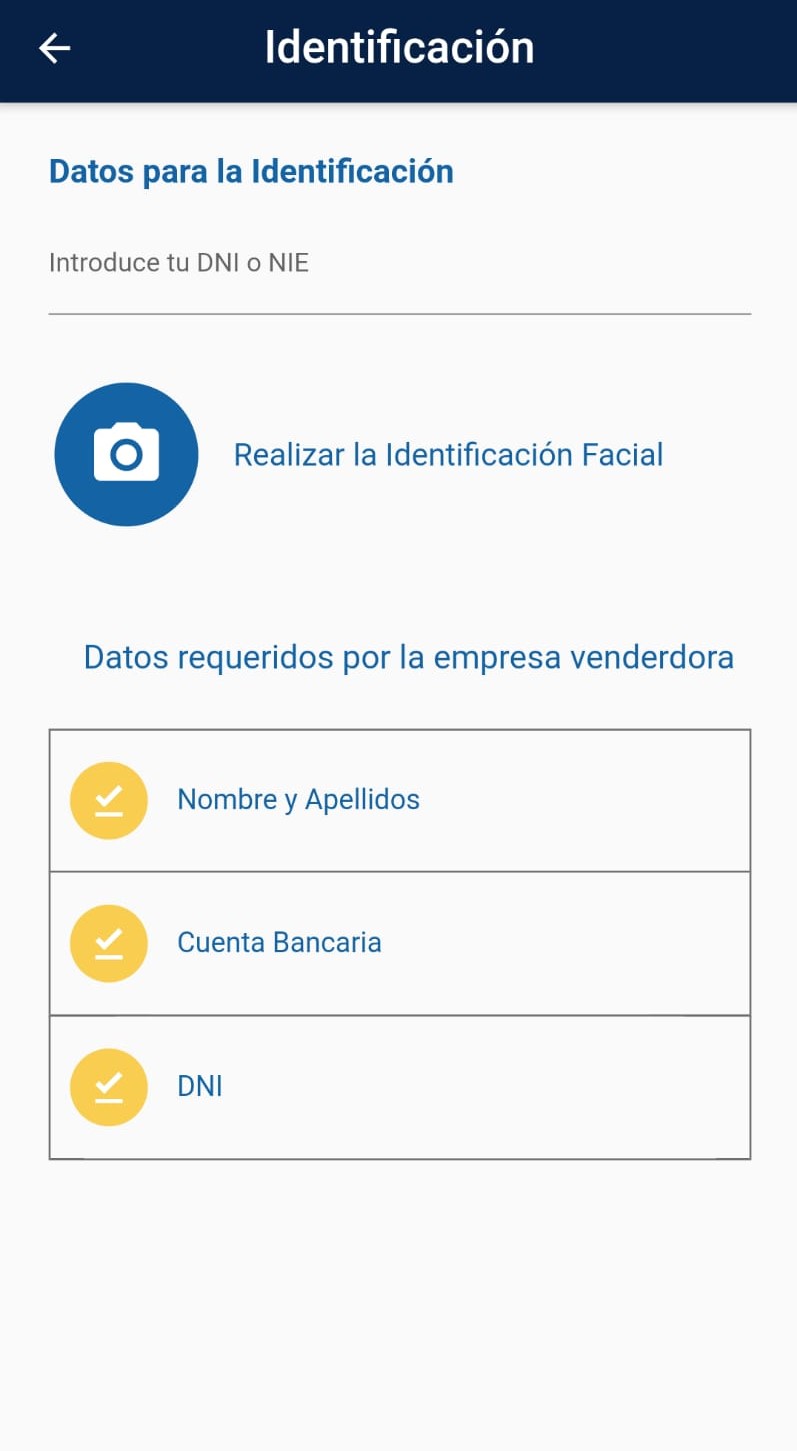 Identificación
Datos para la Identificación
Introduce tu DNI o NIE
Realizar la Identificación Facial
Datos requeridos por la empresa venderdora
Nombre y Apellidos
Cuenta Bancaria
DNI